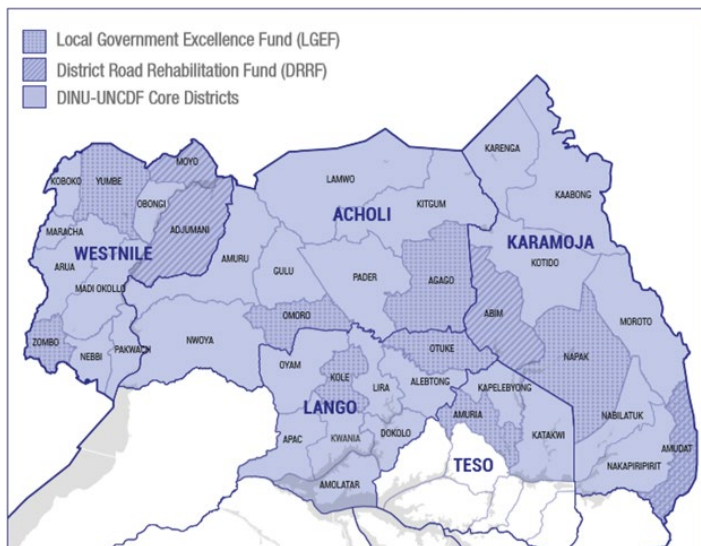 Local Government Excellence Fund (LGEF)
District Road Rehabilitation Fund (DRRF)
DINU-UNCDF Core Districts
KARENGA
MOYO
KOBOKO
YUMBE
LAMWO
KAABONG
OBONGI
KITGUM
ACHOLI
MARACHA
ADJUMANI
KARAMOJA
WESTNILE
AMURU
KOTIDO
ARUA
GULU
PADER
AGAGO
MADI OKOLLO
ABIM
OMORO
MOROTO
NWOYA
ZOMBO
NEBBI
PAKWACH
OTUKE
NAPAK
OYAM
KOLE
LIRA
ALEBTONG
KAPELEBYONG
LANGO
AMURIA
NABILATUK
APAC
KWANIA
DOKOLO
KATAKWI
AMUDAT
TESO
NAKAPIRIPIRIT
AMOLATAR